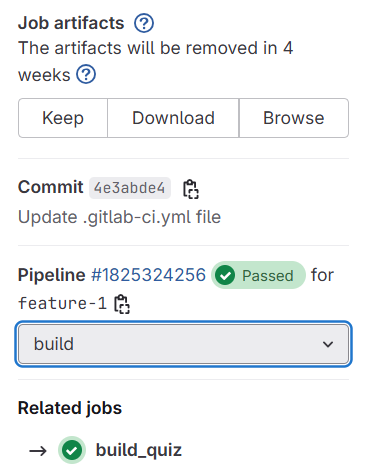 Job artifacts
The artifacts will be removed in 4
weeks
Keep Download Browse
Commit 4e3abde4
Update .gitlab-ci.yml file
Pipeline #1825324256 Passed for
feature-1
build
Related jobs
build_quiz